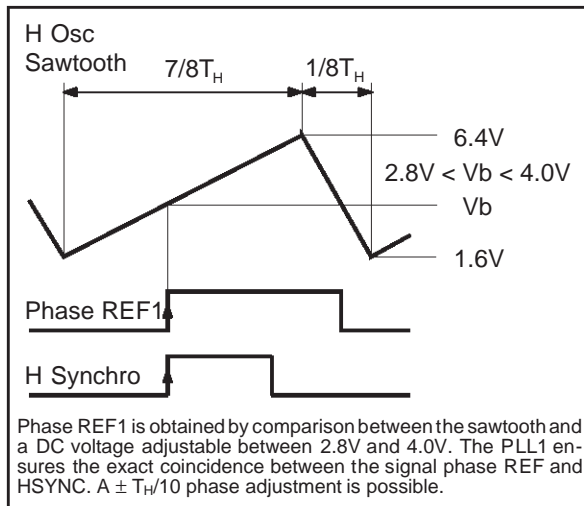 H Osc
Sawtooth
7/8T_H
1/8T_H
6.4V
2.8V < Vb < 4.0V
Vb
1.6V
Phase REF1
H Synchro
Phase REF1 is obtained by comparison between the sawtooth and
a DC voltage adjustable between 2.8V and 4.0V. The PLL1 en-
sures the exact coincidence between the signal phase REF and
HSYNC. A ± T_H/10 phase adjustment is possible.